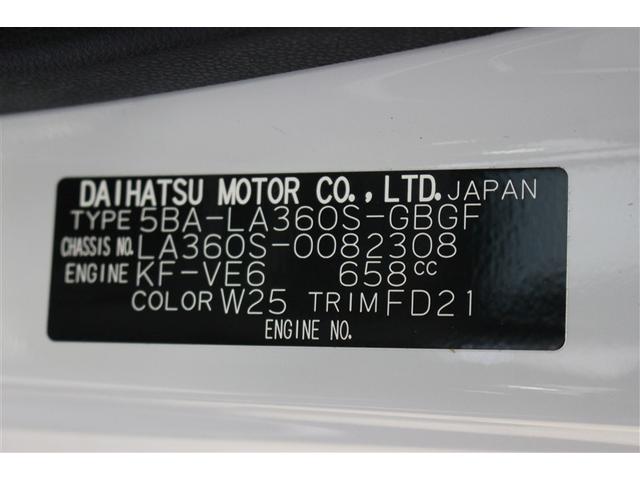 DAIHATSU MOTOR CO., LTD. JAPAN
TYPE 5BA-LA360S-GBGF
CHASSIS NO. LA360S-0082308
ENGINE KF-VE6 658cc
COLOR W25 TRIM FD21
ENGINE NO.